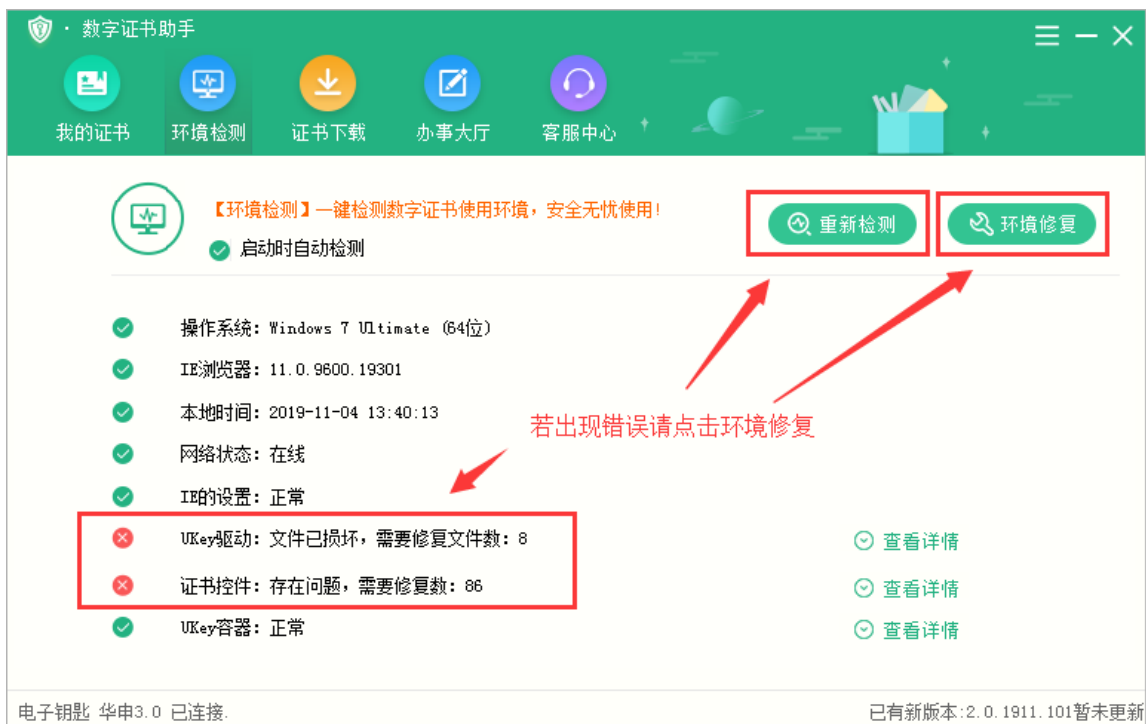 · 数字证书助手
我的证书 环境检测 证书下载 办事大厅 客服中心
【环境检测】一键检测数字证书使用环境，安全无忧使用！
启动时自动检测
重新检测 环境修复
操作系统：Windows 7 Ultimate (64位)
IE浏览器：11.0.9600.19301
本地时间：2019-11-04 13:40:13
若出现错误请点击环境修复
网络状态：在线
IE的设置：正常
UKey驱动：文件已损坏，需要修复文件数：8 查看详情
证书控件：存在问题，需要修复数：86 查看详情
UKey容器：正常 查看详情
电子钥匙 华申3.0 已连接. 已有新版本:2.0.1911.101暂未更新